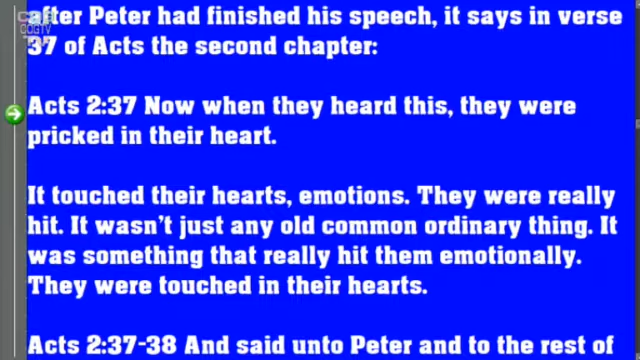 after Peter had finished his speech, it says in verse
37 of Acts the second chapter:
Acts 2:37 Now when they heard this, they were
pricked in their heart.
It touched their hearts, emotions. They were really
hit. It wasn't just any old common ordinary thing. It
was something that really hit them emotionally.
They were touched in their hearts.
Acts 2:37-38 And said unto Peter and to the rest of